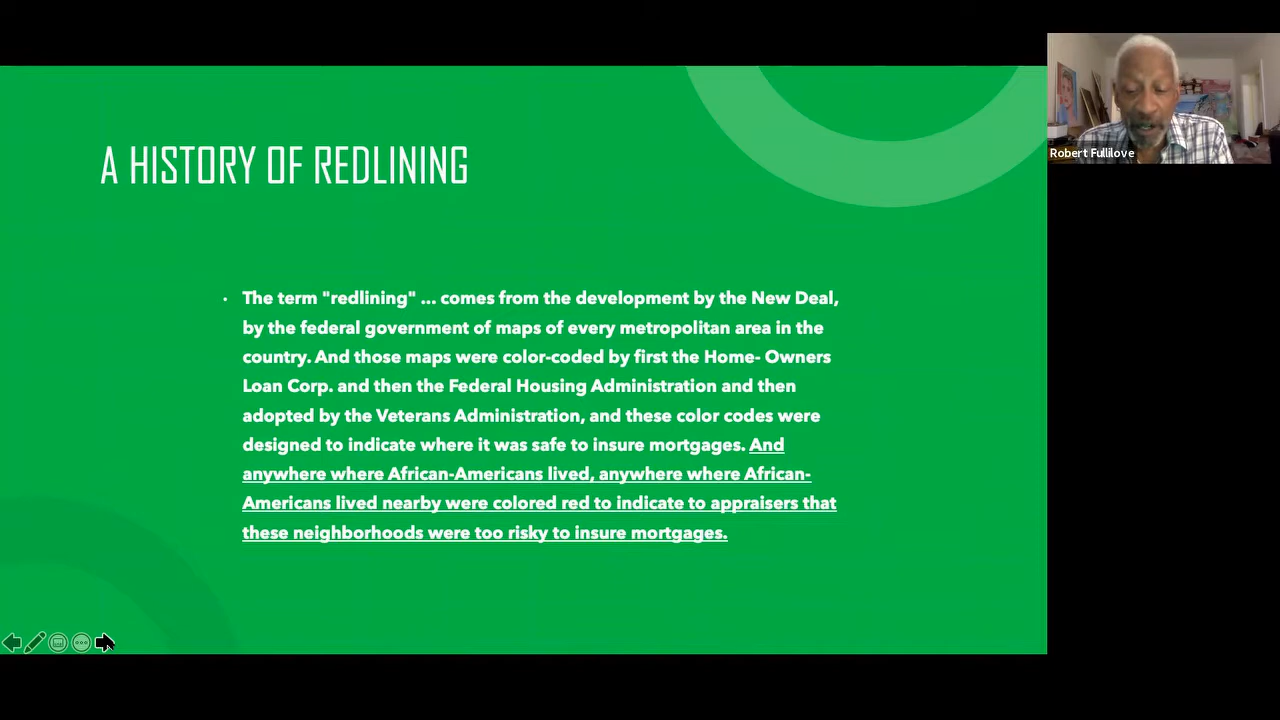 A HISTORY OF REDLINING
• The term "redlining" ... comes from the development by the New Deal,
by the federal government of maps of every metropolitan area in the
country. And those maps were color-coded by first the Home- Owners
Loan Corp. and then the Federal Housing Administration and then
adopted by the Veterans Administration, and these color codes were
designed to indicate where it was safe to insure mortgages. And
anywhere where African-Americans lived, anywhere where African-
Americans lived nearby were colored red to indicate to appraisers that
these neighborhoods were too risky to insure mortgages.
Robert Fullilove